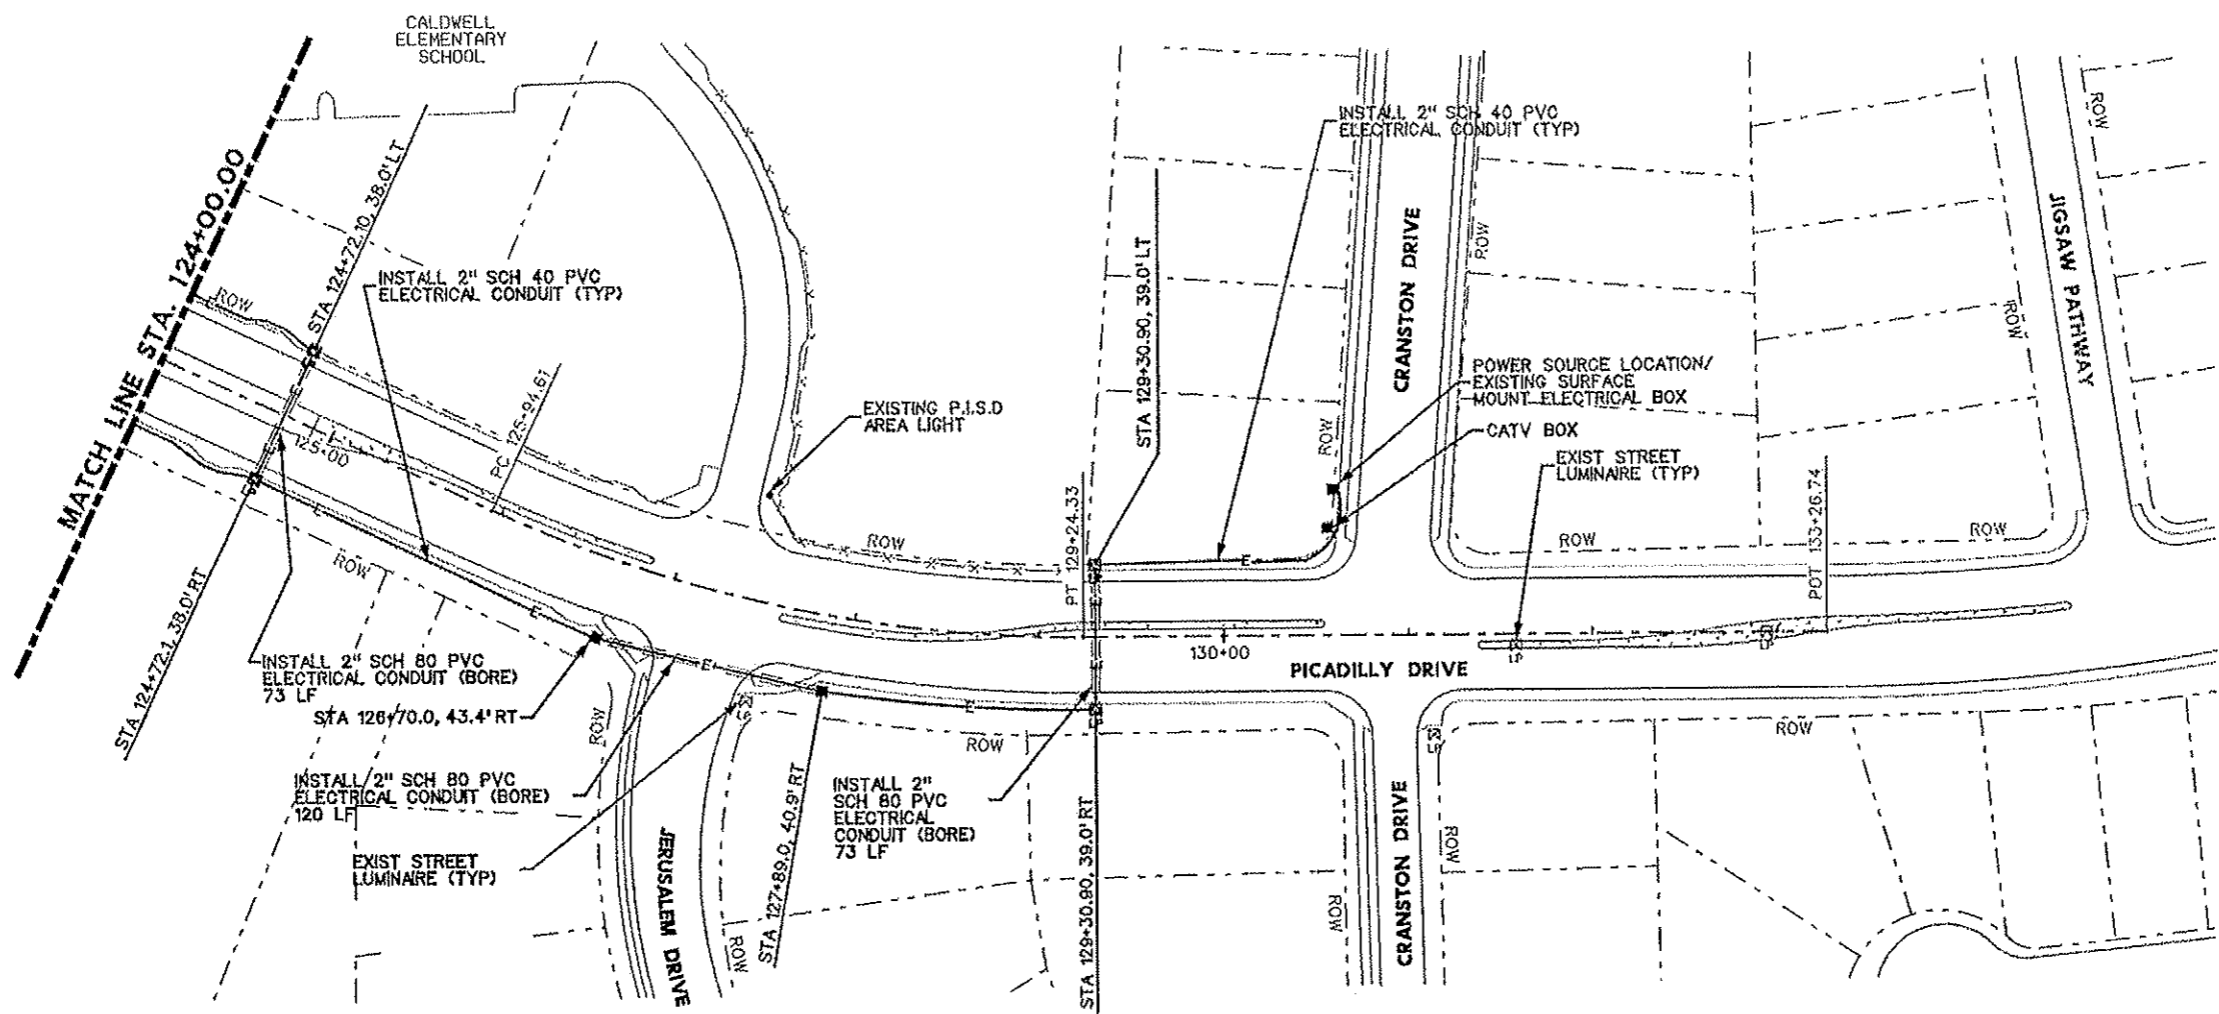 CALDWELL
ELEMENTARY
SCHOOL
MATCH LINE STA. 124+00.00
ROW
STA 124+72.10, 38.0' LT
INSTALL 2" SCH 40 PVC
ELECTRICAL CONDUIT (TYP)
125+00
PC 125+94.61
EXISTING P.I.S.D
AREA LIGHT
ROW
ROW
STA 124+72.1, 38.0' RT
INSTALL 2" SCH 80 PVC
ELECTRICAL CONDUIT (BORE)
73 LF
STA 126+70.0, 43.4' RT
INSTALL 2" SCH 80 PVC
ELECTRICAL CONDUIT (BORE)
120 LF
EXIST STREET
LUMINAIRE (TYP)
ROW
JERUSALEM DRIVE
ROW
STA 127+89.0, 40.9' RT
INSTALL 2"
SCH 80 PVC
ELECTRICAL
CONDUIT (BORE)
73 LF
ROW
STA 129+30.90, 39.0' RT
PT 129+24.33
STA 129+30.90, 39.0' LT
INSTALL 2" SCH 40 PVC
ELECTRICAL CONDUIT (TYP)
E
E
E
E
CRANSTON DRIVE
ROW
ROW
POWER SOURCE LOCATION/
EXISTING SURFACE
MOUNT ELECTRICAL BOX
CATV BOX
EXIST STREET
LUMINAIRE (TYP)
130+00
PICADILLY DRIVE
ROW
POT 133+26.74
ROW
ROW
JIGSAW PATHWAY
ROW
ROW
ROW
CRANSTON DRIVE
ROW